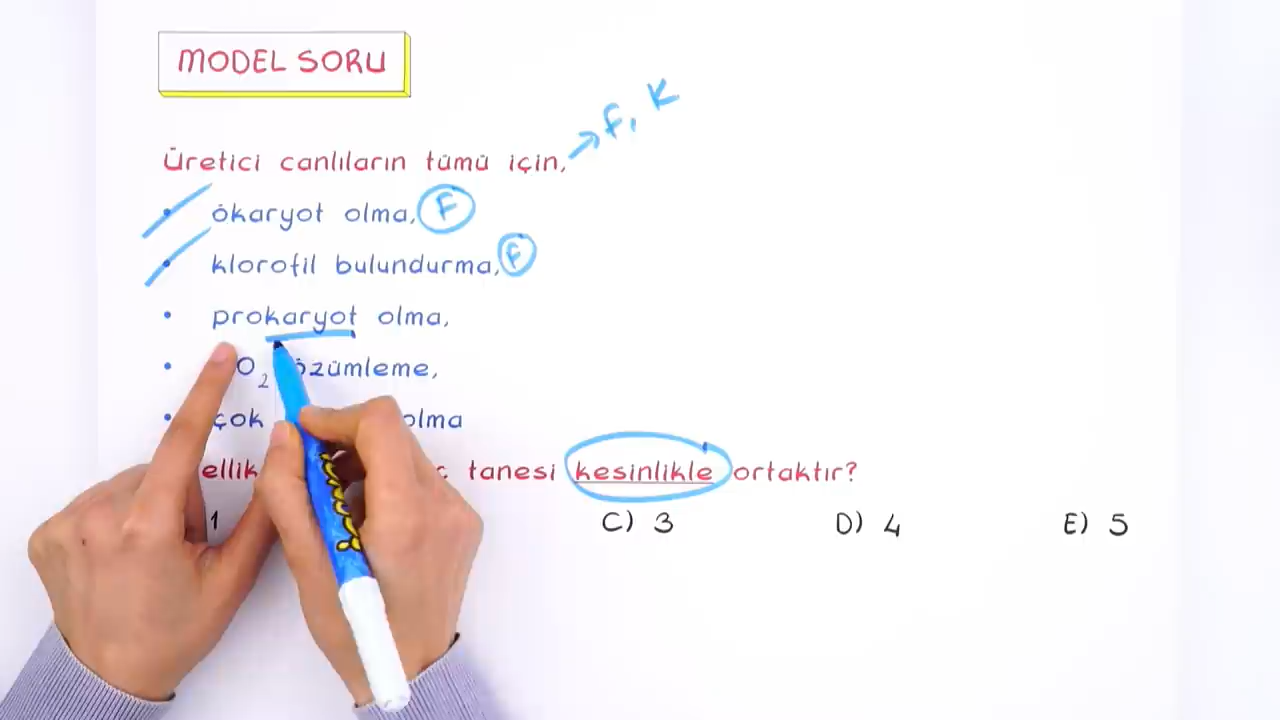 MODEL SORU
→ F, K
Üretici canlıların tümü için,
• ökaryot olma, F
• klorofil bulundurma, F
• prokaryot olma,
• O2 özümleme,
• çok olma
ellik tanesi kesinlikle ortaktır?
1 C) 3 D) 4 E) 5